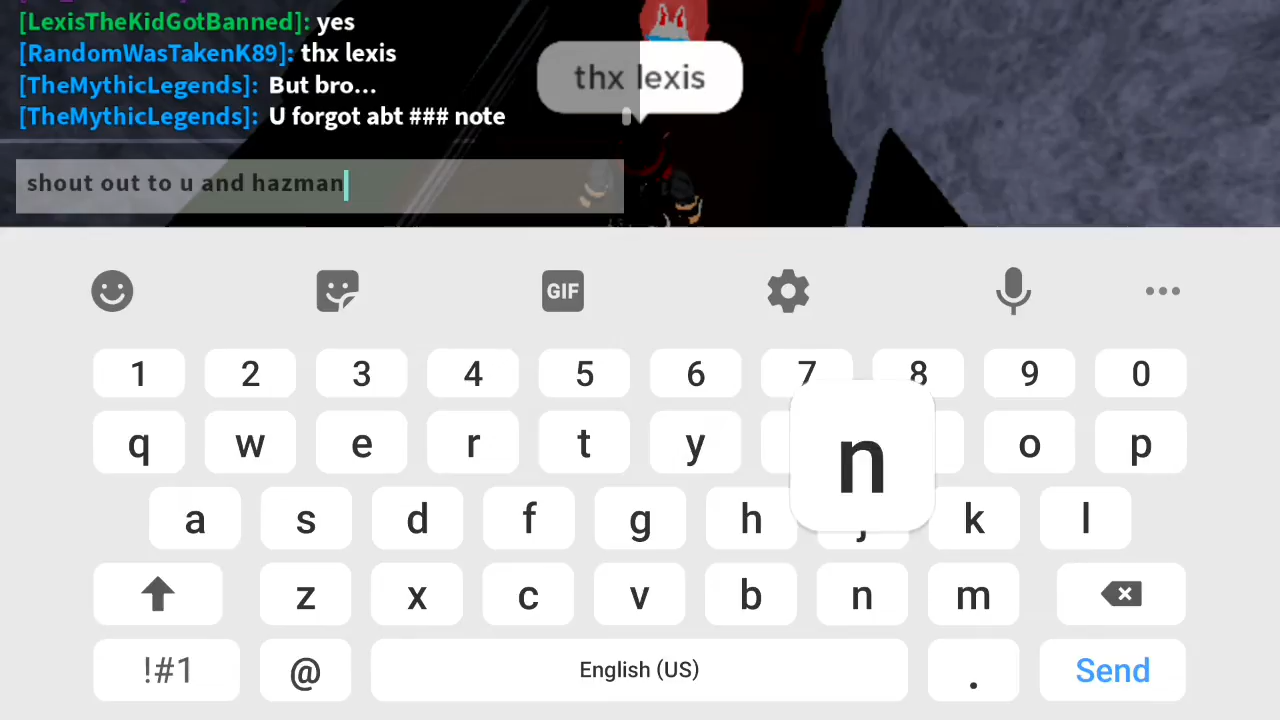 [LexisTheKidGotBanned]: yes
[RandomWasTakenK89]: thx lexis
[TheMythicLegends]: But bro...
[TheMythicLegends]: U forgot abt ### note
thx lexis
shout out to u and hazman
GIF
1 2 3 4 5 6 7 8 9 0
q w e r t y o p
n
a s d f g h j k l
z x c v b n m
!#1 @ English (US) . Send